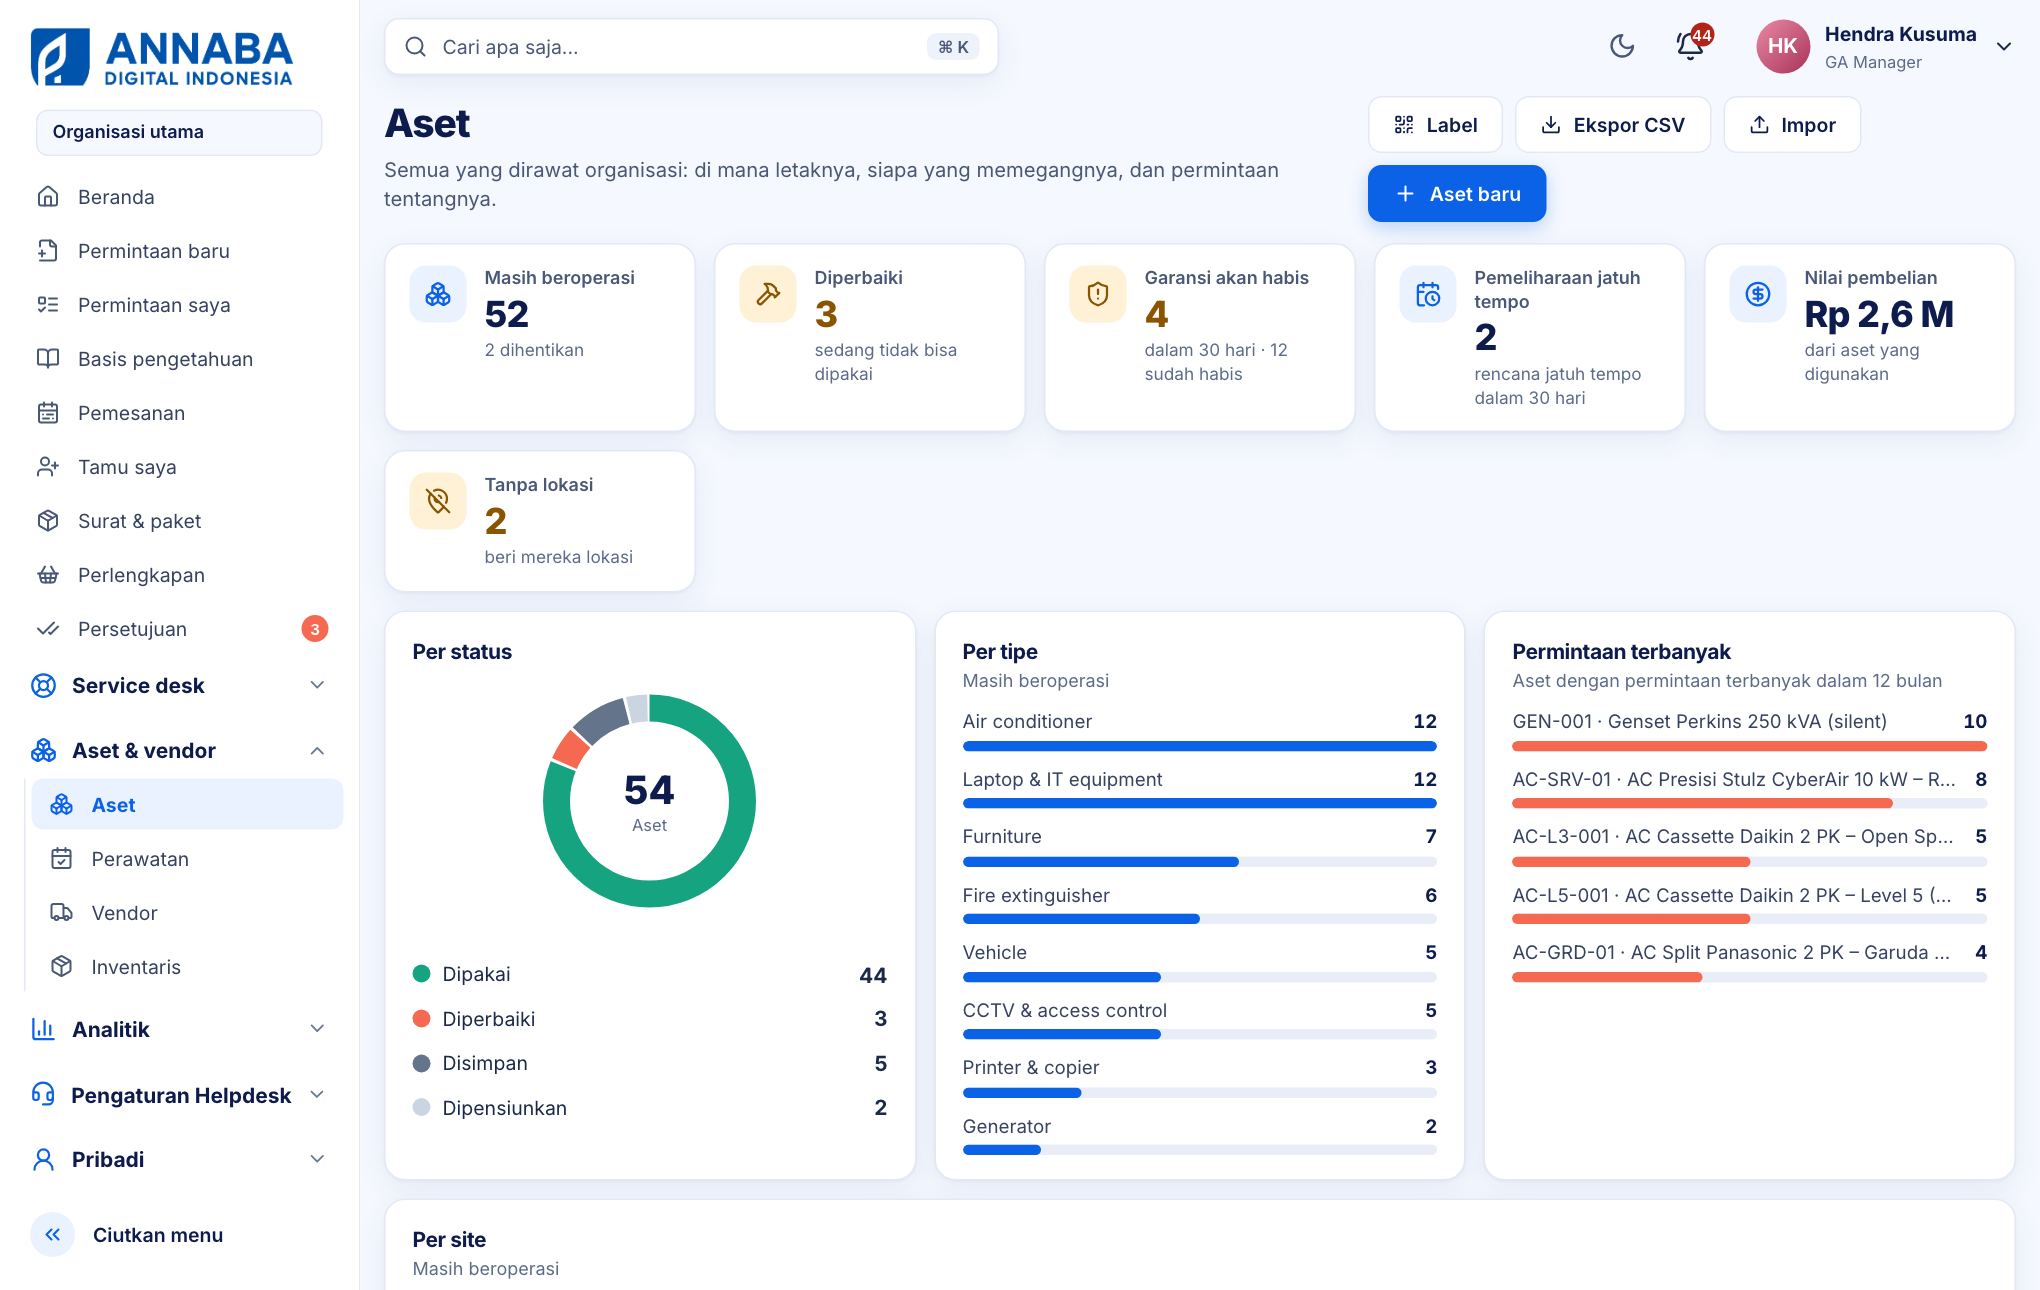 ANNABA
DIGITAL INDONESIA
Organisasi utama
Beranda
Permintaan baru
Permintaan saya
Basis pengetahuan
Pemesanan
Tamu saya
Surat & paket
Perlengkapan
Persetujuan
3
Service desk
Aset & vendor
Aset
Perawatan
Vendor
Inventaris
Analitik
Pengaturan Helpdesk
Pribadi
Ciutkan menu
Cari apa saja...
⌘ K
44
HK
Hendra Kusuma
GA Manager
Aset
Semua yang dirawat organisasi: di mana letaknya, siapa yang memegangnya, dan permintaan
tentangnya.
Label
Ekspor CSV
Impor
Aset baru
Masih beroperasi
52
2 dihentikan
Diperbaiki
3
sedang tidak bisa
dipakai
Garansi akan habis
4
dalam 30 hari · 12
sudah habis
Pemeliharaan jatuh
tempo
2
rencana jatuh tempo
dalam 30 hari
Nilai pembelian
Rp 2,6 M
dari aset yang
digunakan
Tanpa lokasi
2
beri mereka lokasi
Per status
54
Aset
Dipakai 44
Diperbaiki 3
Disimpan 5
Dipensiunkan 2
Per tipe
Masih beroperasi
Air conditioner 12
Laptop & IT equipment 12
Furniture 7
Fire extinguisher 6
Vehicle 5
CCTV & access control 5
Printer & copier 3
Generator 2
Permintaan terbanyak
Aset dengan permintaan terbanyak dalam 12 bulan
GEN-001 · Genset Perkins 250 kVA (silent) 10
AC-SRV-01 · AC Presisi Stulz CyberAir 10 kW – R... 8
AC-L3-001 · AC Cassette Daikin 2 PK – Open Sp... 5
AC-L5-001 · AC Cassette Daikin 2 PK – Level 5 (... 5
AC-GRD-01 · AC Split Panasonic 2 PK – Garuda ... 4
Per site
Masih beroperasi